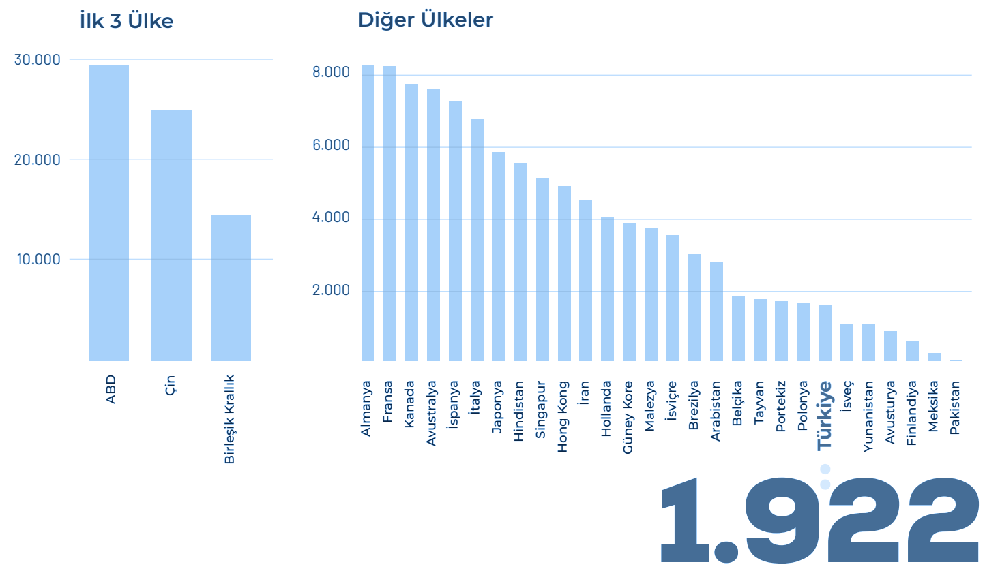 İlk 3 Ülke
30.000
20.000
10.000
ABD
Çin
Birleşik Krallık
Diğer Ülkeler
8.000
6.000
4.000
2.000
Almanya
Fransa
Kanada
Avustralya
İspanya
İtalya
Japonya
Hindistan
Singapur
Hong Kong
İran
Hollanda
Güney Kore
Malezya
İsviçre
Brezilya
Arabistan
Belçika
Tayvan
Portekiz
Polonya
Türkiye
İsveç
Yunanistan
Avusturya
Finlandiya
Meksika
Pakistan
1.922